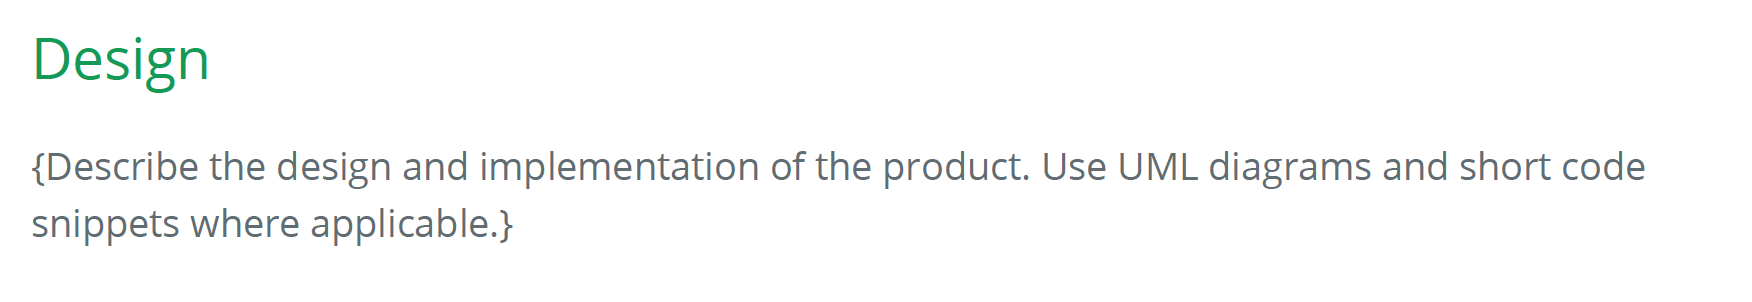 Design
{Describe the design and implementation of the product. Use UML diagrams and short code
snippets where applicable.}